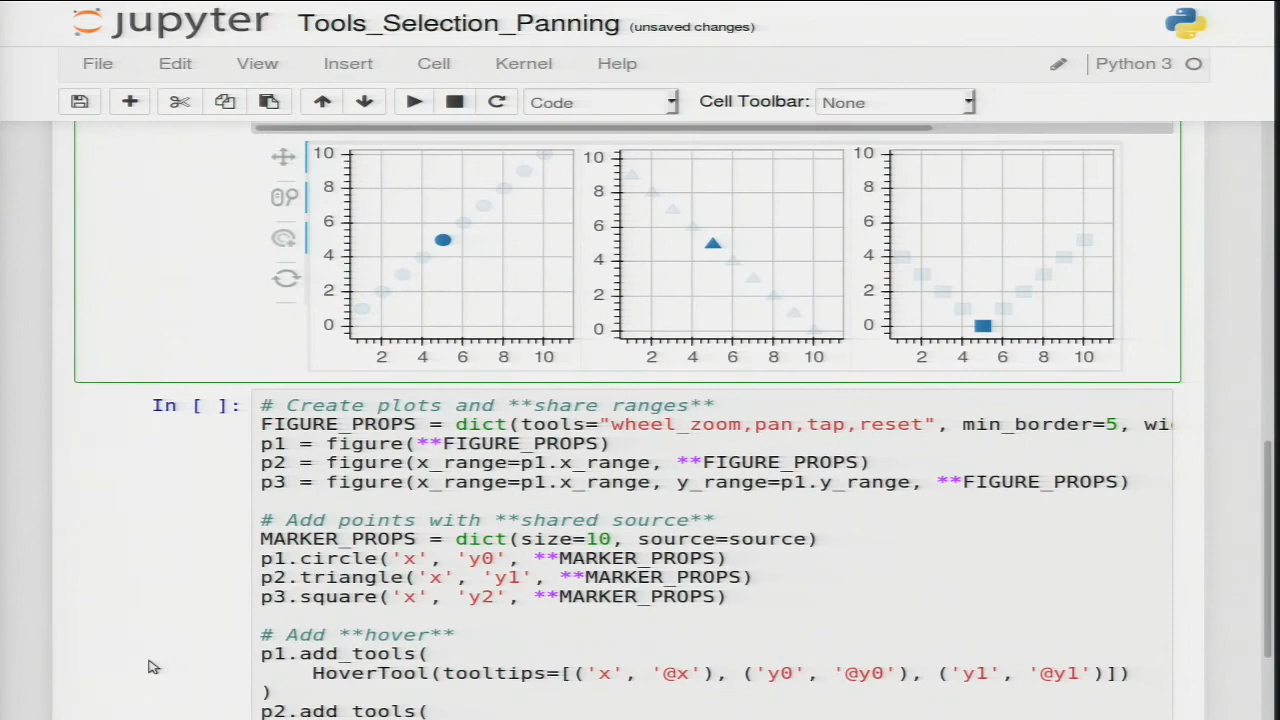 jupyter Tools_Selection_Panning (unsaved changes)
File Edit View Insert Cell Kernel Help Python 3
Code Cell Toolbar: None
10 8 6 4 2 0 2 4 6 8 10
10 8 6 4 2 0 2 4 6 8 10
10 8 6 4 2 0 2 4 6 8 10
In [ ]: # Create plots and **share ranges**
FIGURE_PROPS = dict(tools="wheel_zoom,pan,tap,reset", min_border=5, wi
p1 = figure(**FIGURE_PROPS)
p2 = figure(x_range=p1.x_range, **FIGURE_PROPS)
p3 = figure(x_range=p1.x_range, y_range=p1.y_range, **FIGURE_PROPS)
# Add points with **shared source**
MARKER_PROPS = dict(size=10, source=source)
p1.circle('x', 'y0', **MARKER_PROPS)
p2.triangle('x', 'y1', **MARKER_PROPS)
p3.square('x', 'y2', **MARKER_PROPS)
# Add **hover**
p1.add_tools(
HoverTool(tooltips=[('x', '@x'), ('y0', '@y0'), ('y1', '@y1')])
)
p2.add_tools(